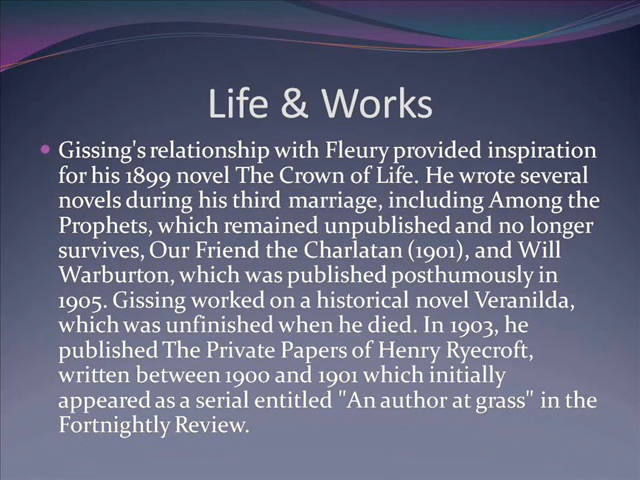 Life & Works
• Gissing's relationship with Fleury provided inspiration
for his 1899 novel The Crown of Life. He wrote several
novels during his third marriage, including Among the
Prophets, which remained unpublished and no longer
survives, Our Friend the Charlatan (1901), and Will
Warburton, which was published posthumously in
1905. Gissing worked on a historical novel Veranilda,
which was unfinished when he died. In 1903, he
published The Private Papers of Henry Ryecroft,
written between 1900 and 1901 which initially
appeared as a serial entitled "An author at grass" in the
Fortnightly Review.